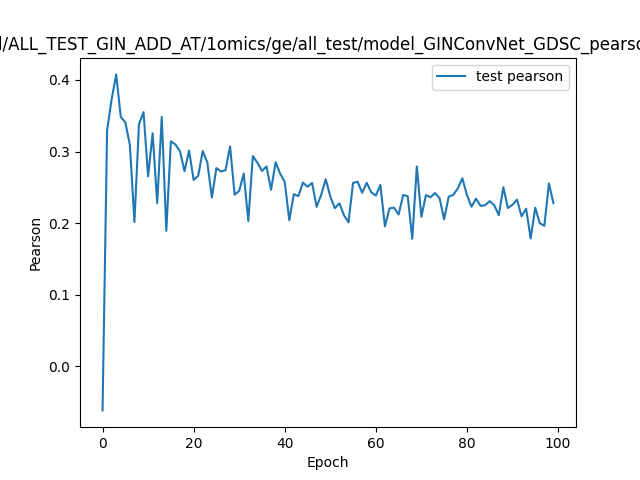 l/ALL_TEST_GIN_ADD_AT/1omics/ge/all_test/model_GINConvNet_GDSC_pearso
test pearson
Pearson
0.4
0.3
0.2
0.1
0.0
0 20 40 60 80 100
Epoch